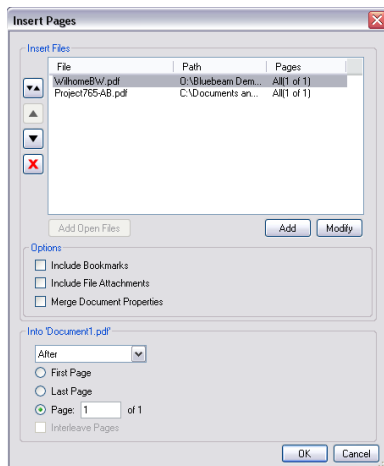 Insert Pages
Insert Files
File Path Pages
WilhomeBW.pdf O:\Bluebeam Dem... All(1 of 1)
Project765-AB.pdf C:\Documents an... All(1 of 1)
Add Open Files Add Modify
Options
Include Bookmarks
Include File Attachments
Merge Document Properties
Into 'Document1.pdf'
After
First Page
Last Page
Page: 1 of 1
Interleave Pages
OK Cancel